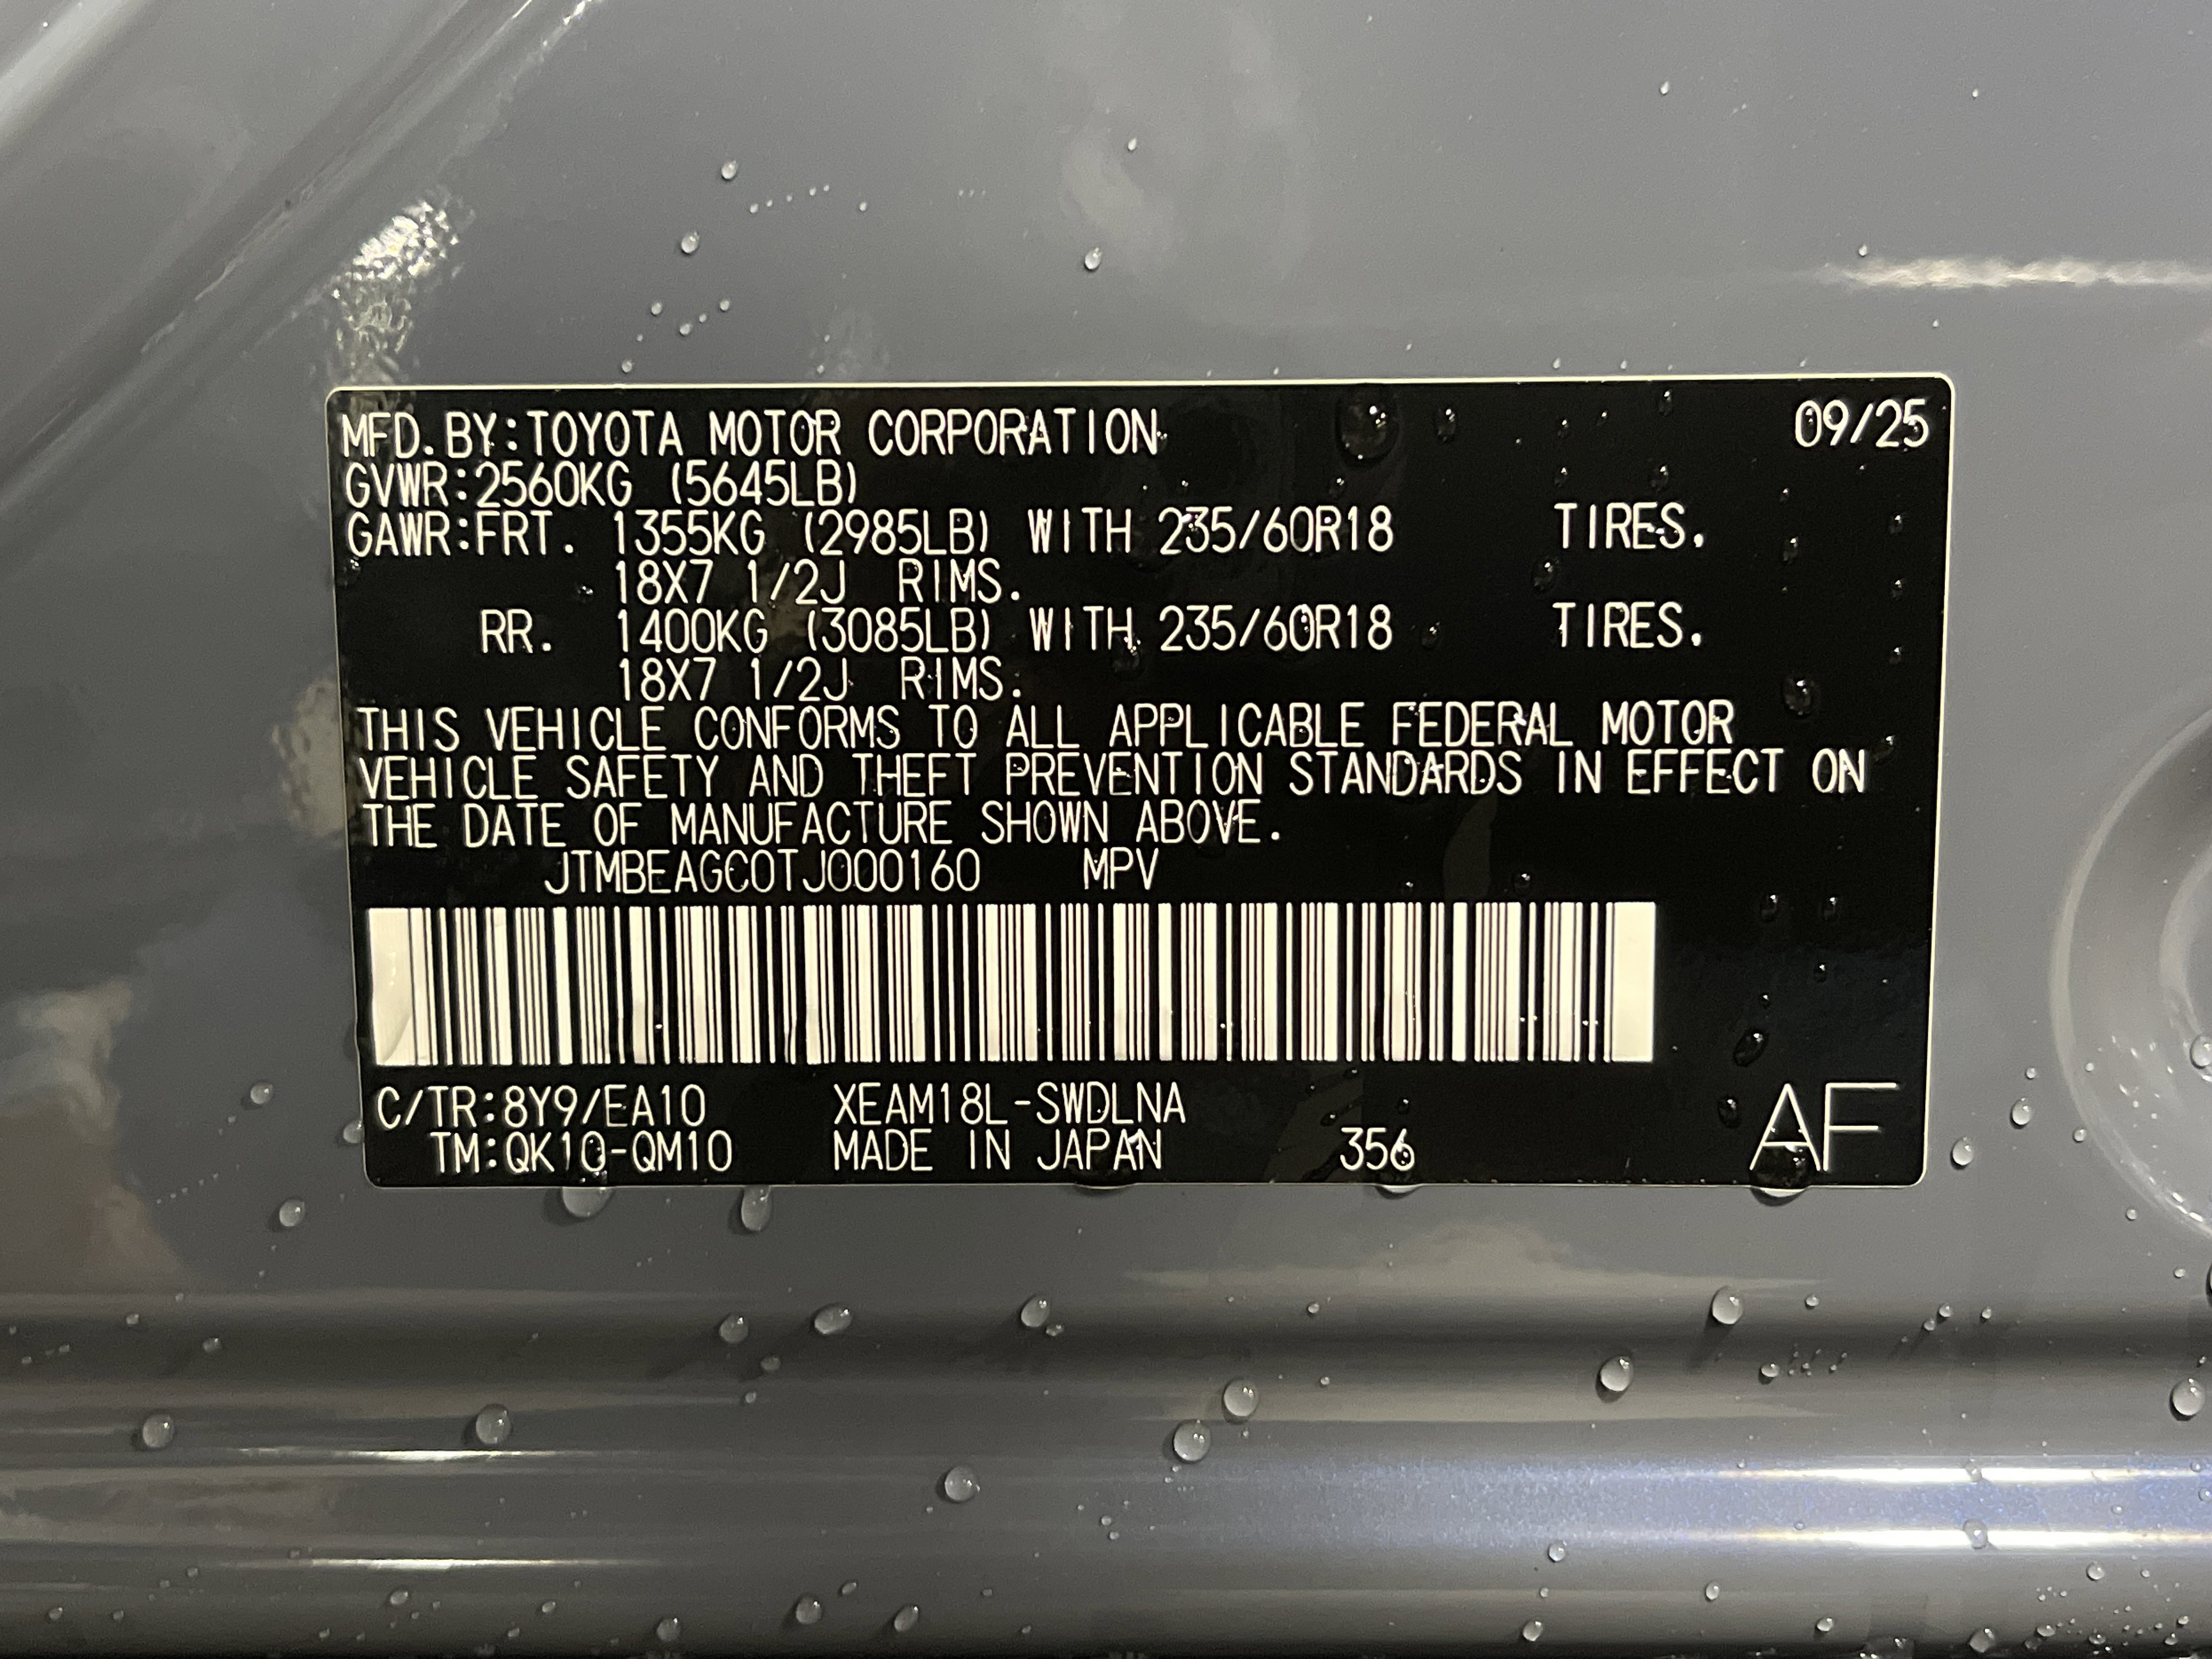 MFD.BY:TOYOTA MOTOR CORPORATION 09/25
GVWR:2560KG (5645LB)
GAWR:FRT. 1355KG (2985LB) WITH 235/60R18 TIRES.
18X7 1/2J RIMS.
RR. 1400KG (3085LB) WITH 235/60R18 TIRES.
18X7 1/2J RIMS.
THIS VEHICLE CONFORMS TO ALL APPLICABLE FEDERAL MOTOR
VEHICLE SAFETY AND THEFT PREVENTION STANDARDS IN EFFECT ON
THE DATE OF MANUFACTURE SHOWN ABOVE.
JTMBEAGC0TJ000160 MPV
C/TR:8Y9/EA10 XEAM18L-SWDLNA
TM:QK10-QM10 MADE IN JAPAN 356 AF